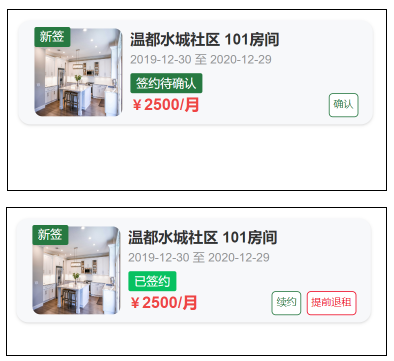 新签
温都水城社区 101房间
2019-12-30 至 2020-12-29
签约待确认
￥2500/月
确认
新签
温都水城社区 101房间
2019-12-30 至 2020-12-29
已签约
￥2500/月
续约
提前退租